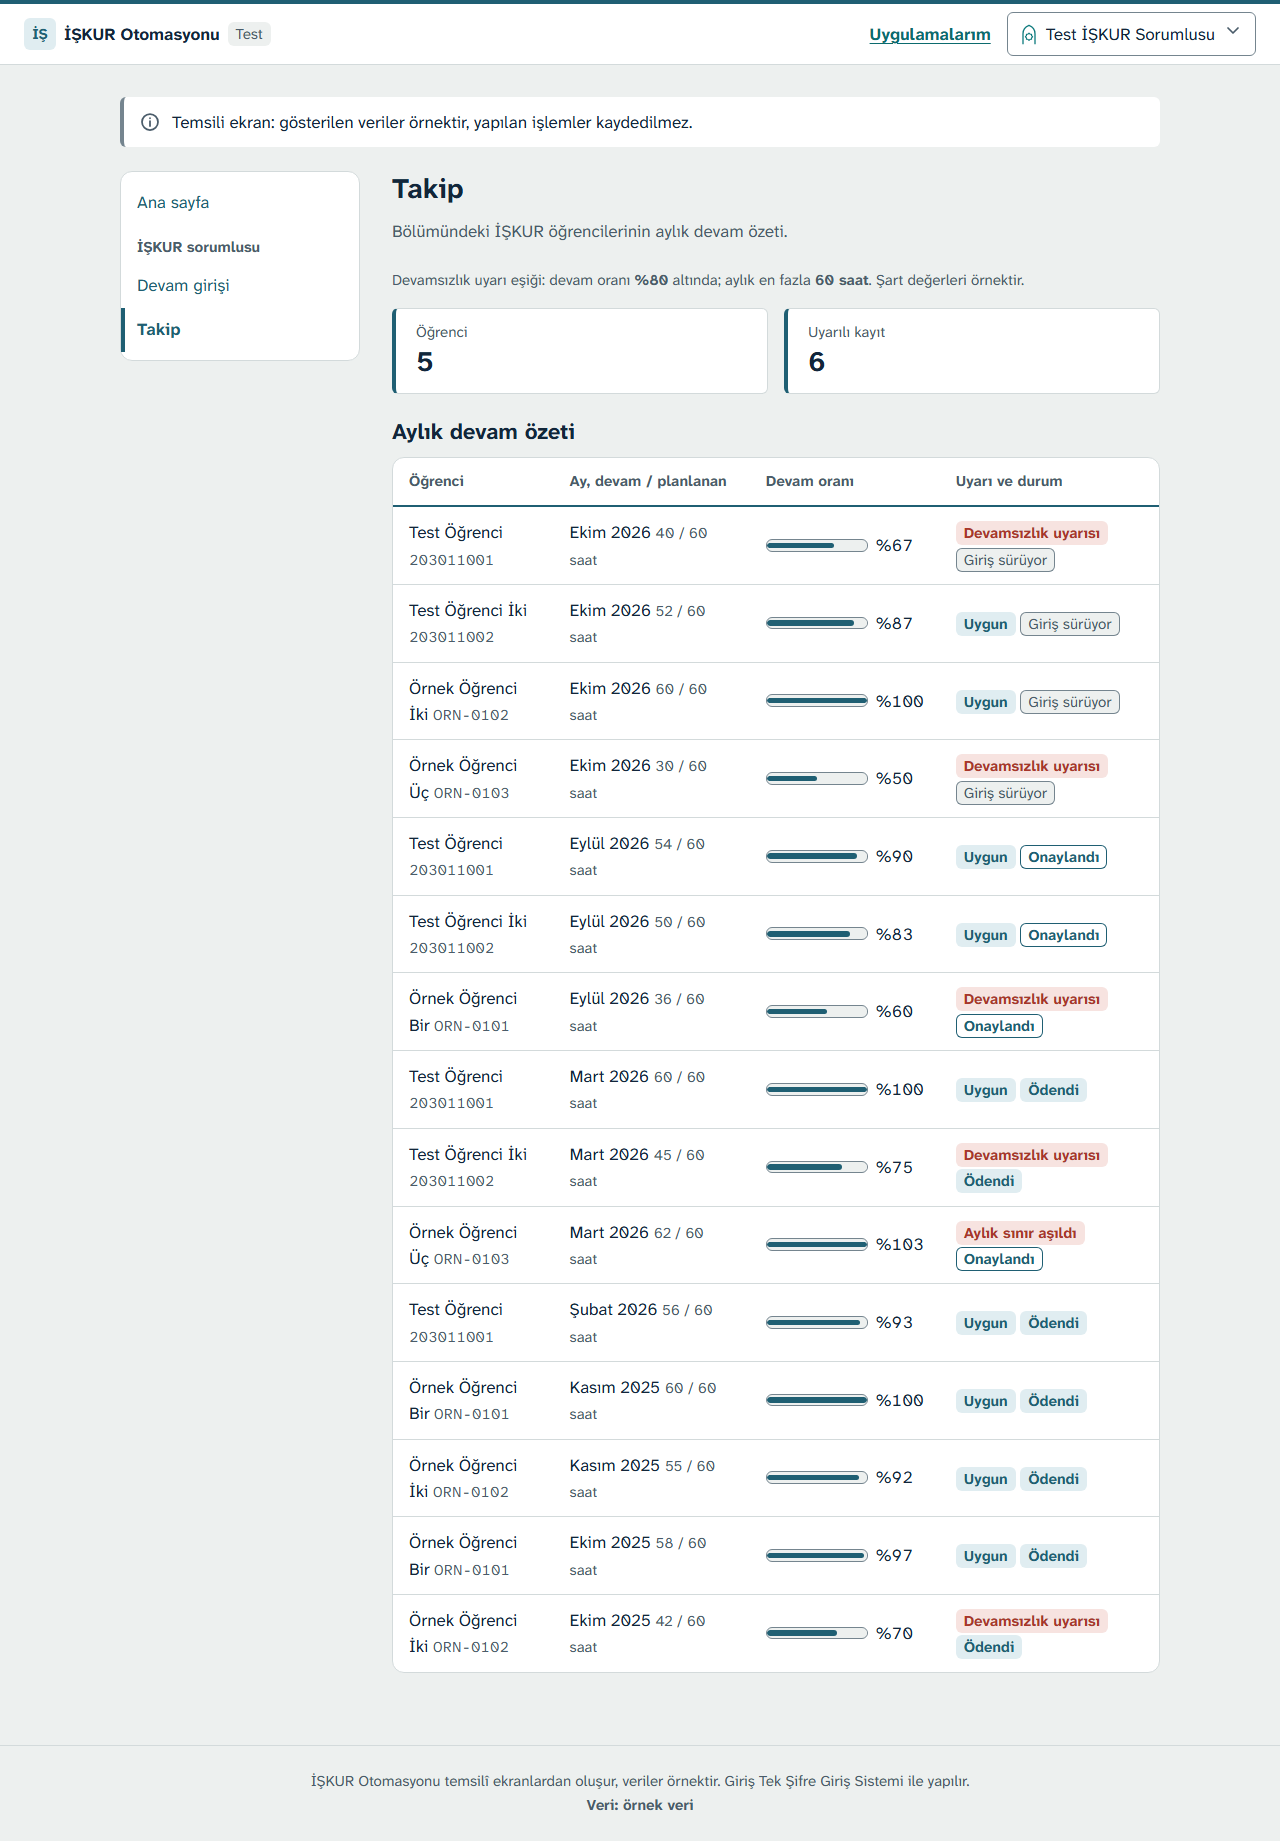 İŞ İŞKUR Otomasyonu Test
Uygulamalarım
Test İŞKUR Sorumlusu
Temsili ekran: gösterilen veriler örnektir, yapılan işlemler kaydedilmez.
Ana sayfa
İŞKUR sorumlusu
Devam girişi
Takip
Takip
Bölümündeki İŞKUR öğrencilerinin aylık devam özeti.
Devamsızlık uyarı eşiği: devam oranı %80 altında; aylık en fazla 60 saat. Şart değerleri örnektir.
Öğrenci
5
Uyarılı kayıt
6
Aylık devam özeti
Öğrenci Ay, devam / planlanan Devam oranı Uyarı ve durum
Test Öğrenci Ekim 2026 40 / 60 %67 Devamsızlık uyarısı
203011001 saat Giriş sürüyor
Test Öğrenci İki Ekim 2026 52 / 60 %87 Uygun Giriş sürüyor
203011002 saat
Örnek Öğrenci Ekim 2026 60 / 60 %100 Uygun Giriş sürüyor
İki ORN-0102 saat
Örnek Öğrenci Ekim 2026 30 / 60 %50 Devamsızlık uyarısı
Üç ORN-0103 saat Giriş sürüyor
Test Öğrenci Eylül 2026 54 / 60 %90 Uygun Onaylandı
203011001 saat
Test Öğrenci İki Eylül 2026 50 / 60 %83 Uygun Onaylandı
203011002 saat
Örnek Öğrenci Eylül 2026 36 / 60 %60 Devamsızlık uyarısı
Bir ORN-0101 saat Onaylandı
Test Öğrenci Mart 2026 60 / 60 %100 Uygun Ödendi
203011001 saat
Test Öğrenci İki Mart 2026 45 / 60 %75 Devamsızlık uyarısı
203011002 saat Ödendi
Örnek Öğrenci Mart 2026 62 / 60 %103 Aylık sınır aşıldı
Üç ORN-0103 saat Onaylandı
Test Öğrenci Şubat 2026 56 / 60 %93 Uygun Ödendi
203011001 saat
Örnek Öğrenci Kasım 2025 60 / 60 %100 Uygun Ödendi
Bir ORN-0101 saat
Örnek Öğrenci Kasım 2025 55 / 60 %92 Uygun Ödendi
İki ORN-0102 saat
Örnek Öğrenci Ekim 2025 58 / 60 %97 Uygun Ödendi
Bir ORN-0101 saat
Örnek Öğrenci Ekim 2025 42 / 60 %70 Devamsızlık uyarısı
İki ORN-0102 saat Ödendi
İŞKUR Otomasyonu temsilî ekranlardan oluşur, veriler örnektir. Giriş Tek Şifre Giriş Sistemi ile yapılır.
Veri: örnek veri